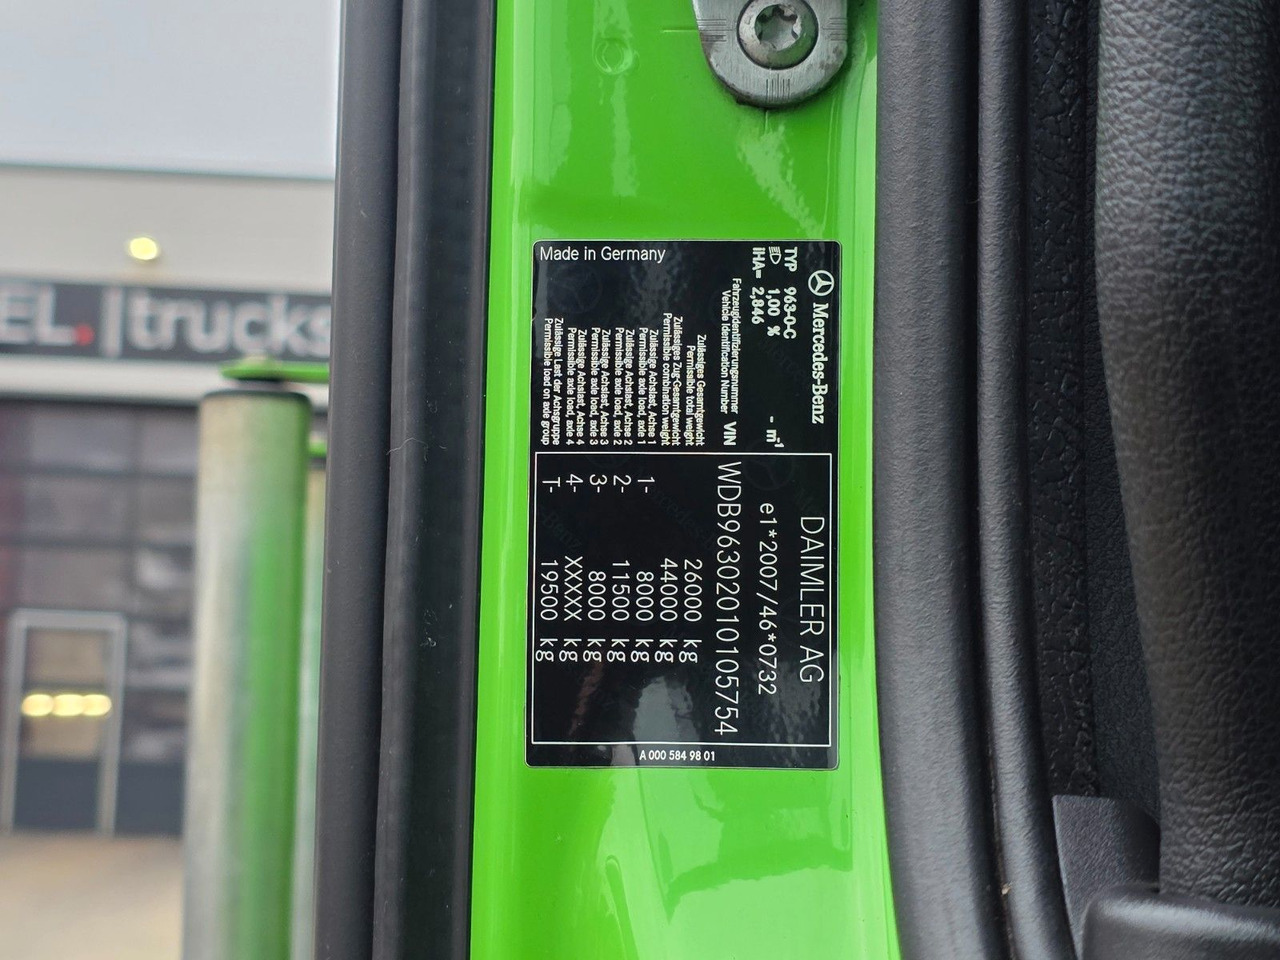 Mercedes-Benz
DAIMLER AG
TYP 963-0-C
1,00 % - m⁻¹ e1*2007/46*0732
IHA= 2,846
Fahrzeugidentifizierungsnummer
Vehicle Identification Number VIN WDB9630201010105754
Zulässiges Gesamtgewicht
Permissible total weight 26000 kg
Zulässiges Zug-Gesamtgewicht
Permissible combination weight 44000 kg
Zulässige Achslast, Achse 1
Permissible axle load, axle 1 1- 8000 kg
Zulässige Achslast, Achse 2
Permissible axle load, axle 2 2- 11500 kg
Zulässige Achslast, Achse 3
Permissible axle load, axle 3 3- 8000 kg
Zulässige Achslast, Achse 4
Permissible axle load, axle 4 4- XXXXX kg
Zulässige Last der Achsgruppe
Permissible load on axle group T- 19500 kg
Made in Germany
A 000 584 98 01
EL. | trucks